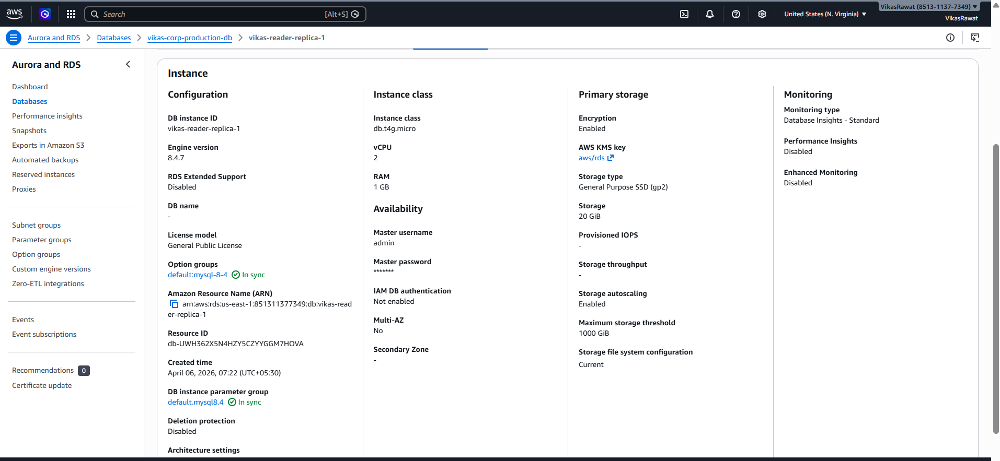 aws
Search
[Alt+S]
United States (N. Virginia)
VikasRawat (8513-1137-7349)
VikasRawat
Aurora and RDS
Databases
vikas-corp-production-db
vikas-reader-replica-1
Aurora and RDS
Dashboard
Databases
Performance insights
Snapshots
Exports in Amazon S3
Automated backups
Reserved instances
Proxies
Subnet groups
Parameter groups
Option groups
Custom engine versions
Zero-ETL integrations
Events
Event subscriptions
Recommendations 0
Certificate update
Instance
Configuration
DB instance ID
vikas-reader-replica-1
Engine version
8.4.7
RDS Extended Support
Disabled
DB name
-
License model
General Public License
Option groups
default:mysql-8-4 In sync
Amazon Resource Name (ARN)
arn:aws:rds:us-east-1:851311377349:db:vikas-read
er-replica-1
Resource ID
db-UWH362X5N4HZY5CZYYGGM7HOVA
Created time
April 06, 2026, 07:22 (UTC+05:30)
DB instance parameter group
default.mysql8.4 In sync
Deletion protection
Disabled
Architecture settings
Instance class
Instance class
db.t4g.micro
vCPU
2
RAM
1 GB
Availability
Master username
admin
Master password
*******
IAM DB authentication
Not enabled
Multi-AZ
No
Secondary Zone
-
Primary storage
Encryption
Enabled
AWS KMS key
aws/rds
Storage type
General Purpose SSD (gp2)
Storage
20 GiB
Provisioned IOPS
-
Storage throughput
-
Storage autoscaling
Enabled
Maximum storage threshold
1000 GiB
Storage file system configuration
Current
Monitoring
Monitoring type
Database Insights - Standard
Performance Insights
Disabled
Enhanced Monitoring
Disabled